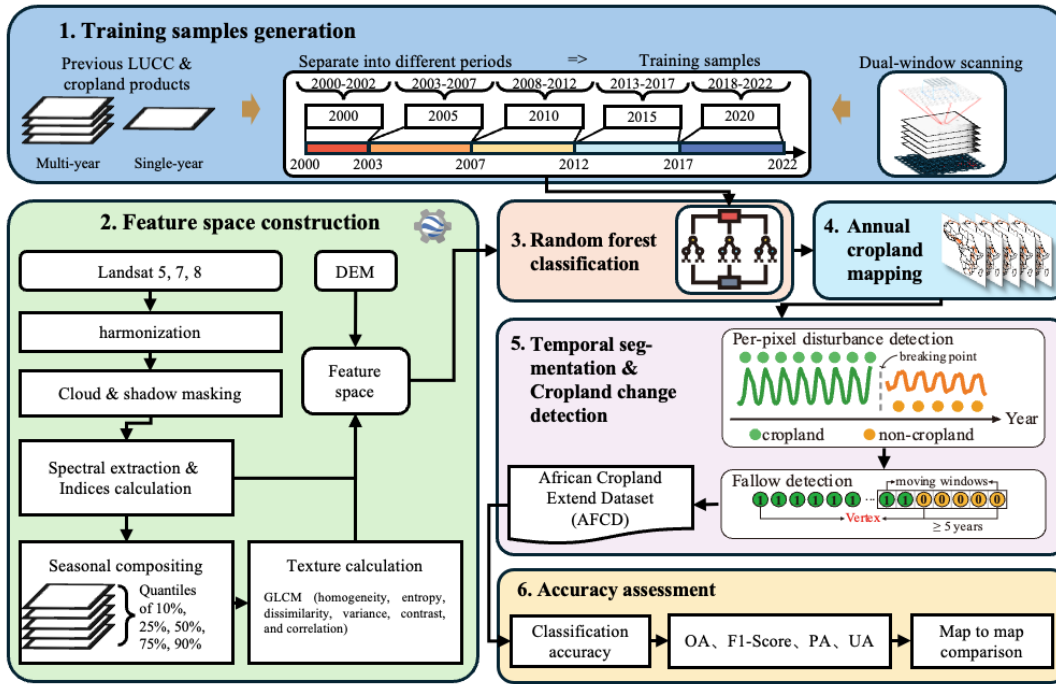 1. Training samples generation
Previous LUCC &
cropland products
Multi-year
Single-year
Separate into different periods => Training samples
2000-2002 2003-2007 2008-2012 2013-2017 2018-2022
2000 2005 2010 2015 2020
2000 2003 2007 2012 2017 2022
Dual-window scanning
2. Feature space construction
Landsat 5, 7, 8
harmonization
Cloud & shadow masking
Spectral extraction &
Indices calculation
Seasonal compositing
Quantiles
of 10%,
25%, 50%,
75%, 90%
DEM
Feature
space
Texture calculation
GLCM (homogeneity, entropy,
dissimilarity, variance, contrast,
and correlation)
3. Random forest
classification
4. Annual
cropland
mapping
5. Temporal seg-
mentation &
Cropland change
detection
Per-pixel disturbance detection
breaking point
Year
cropland
non-cropland
Fallow detection
moving windows
1 1 1 1 1 1 ... 1 1 0 0 0 0 0
Vertex
≥ 5 years
African Cropland
Extend Dataset
(AFCD)
6. Accuracy assessment
Classification
accuracy
OA、F1-Score、PA、UA
Map to map
comparison